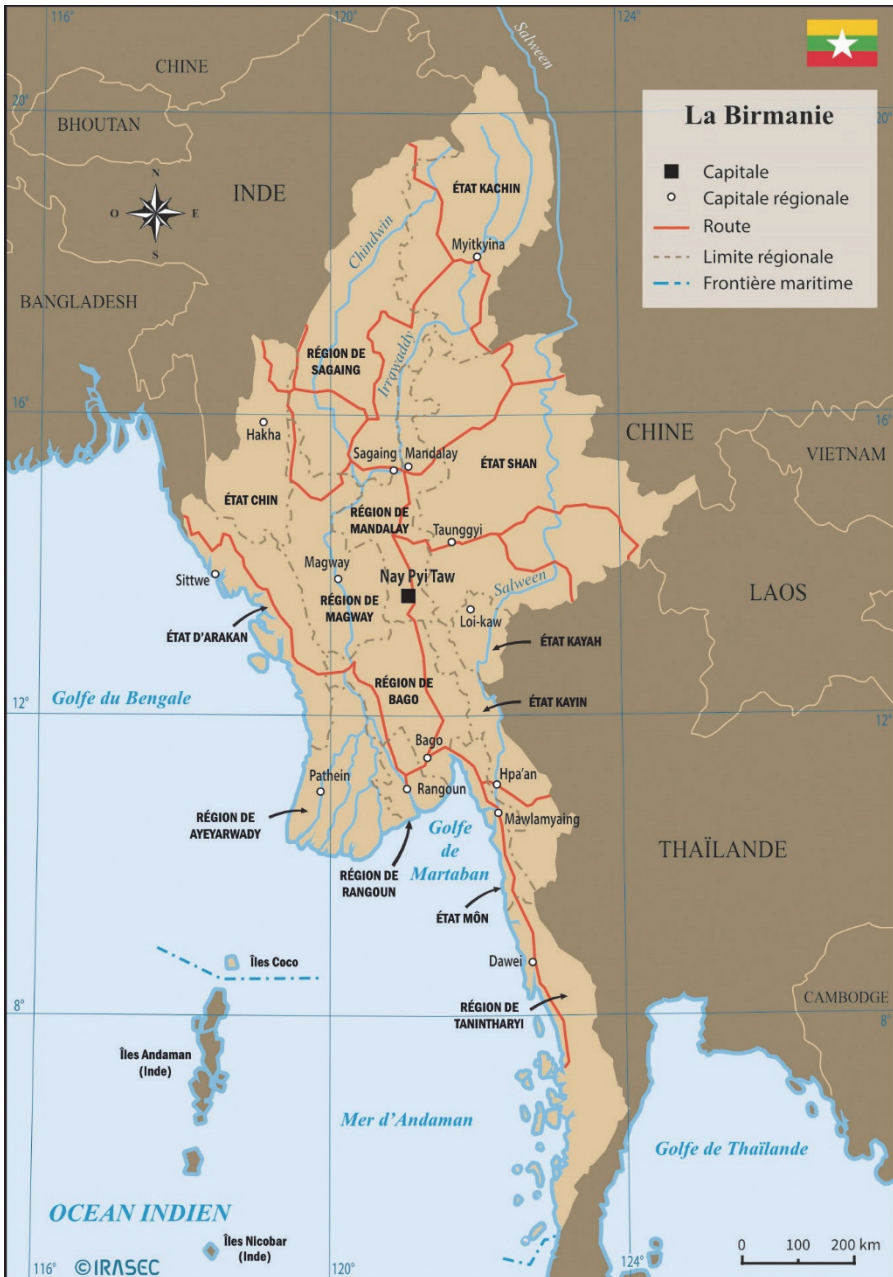 116°
120°
124°
Salween
CHINE
20°
20°
BHOUTAN
La Birmanie
Capitale
Capitale régionale
Route
Limite régionale
Frontière maritime
N
O
E
S
INDE
ÉTAT KACHIN
Chindwin
Myitkyina
BANGLADESH
RÉGION DE
SAGAING
Irrawaddy
16°
16°
Hakha
CHINE
VIETNAM
Sagaing
Mandalay
ÉTAT SHAN
ÉTAT CHIN
RÉGION DE
MANDALAY
Taunggyi
Magway
Nay Pyi Taw
Salween
Sittwe
LAOS
RÉGION DE
MAGWAY
Loi-kaw
ÉTAT D'ARAKAN
ÉTAT KAYAH
RÉGION DE
BAGO
Golfe du Bengale
ÉTAT KAYIN
12°
12°
Bago
Pathein
Hpa'an
Rangoun
Mawlamyaing
RÉGION DE
AYEYARWADY
Golfe
de
Martaban
THAÏLANDE
RÉGION DE
RANGOUN
ÉTAT MÔN
Îles Coco
Dawei
CAMBODGE
8°
8°
RÉGION DE
TANINTHARYI
Îles Andaman
(Inde)
Mer d'Andaman
Golfe de Thaïlande
OCEAN INDIEN
Îles Nicobar
(Inde)
0
100
200 km
116°
©IRASEC
120°
124°